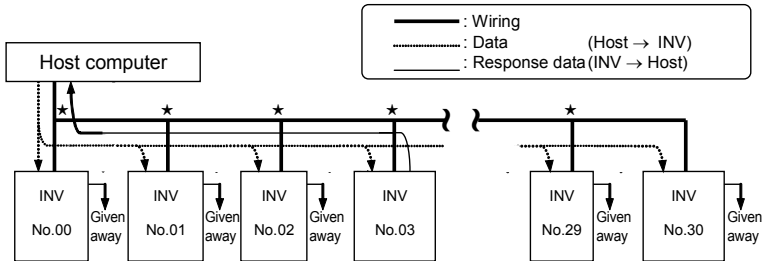 : Wiring
: Data (Host → INV)
: Response data (INV → Host)
Host computer
★ ★ ★ ★ ★
INV INV INV INV INV INV
No.00 No.01 No.02 No.03 No.29 No.30
Given away Given away Given away Given away Given away